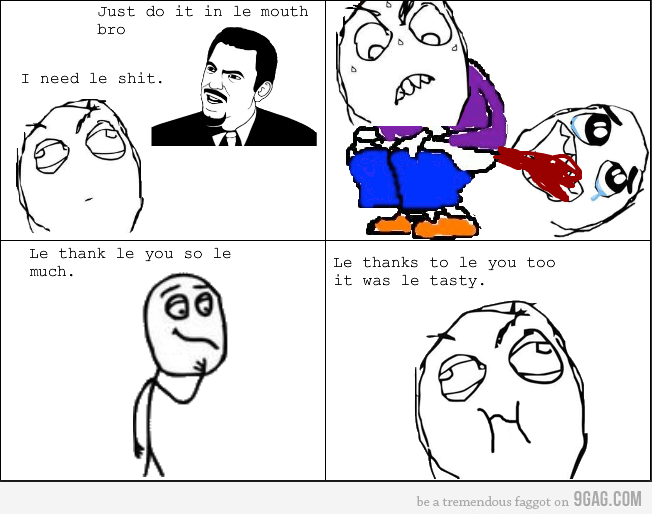 Just do it in le mouth
bro
I need le shit.
Le thank le you so le
much.
Le thanks to le you too
it was le tasty.
be a tremendous faggot on 9GAG.COM